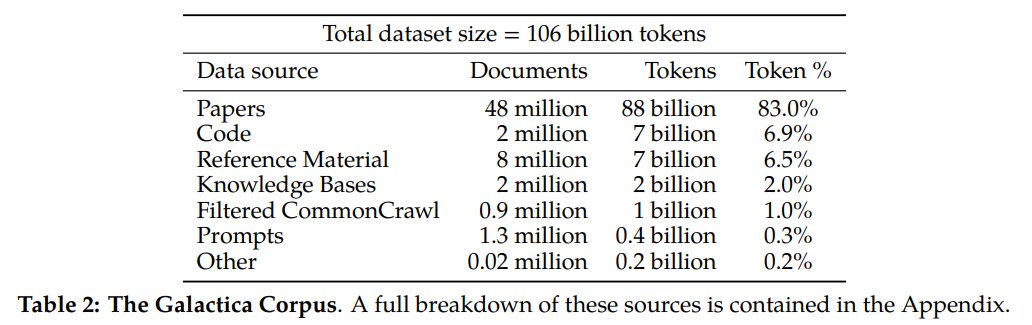 Total dataset size = 106 billion tokens
Data source Documents Tokens Token %
Papers 48 million 88 billion 83.0%
Code 2 million 7 billion 6.9%
Reference Material 8 million 7 billion 6.5%
Knowledge Bases 2 million 2 billion 2.0%
Filtered CommonCrawl 0.9 million 1 billion 1.0%
Prompts 1.3 million 0.4 billion 0.3%
Other 0.02 million 0.2 billion 0.2%
Table 2: The Galactica Corpus. A full breakdown of these sources is contained in the Appendix.